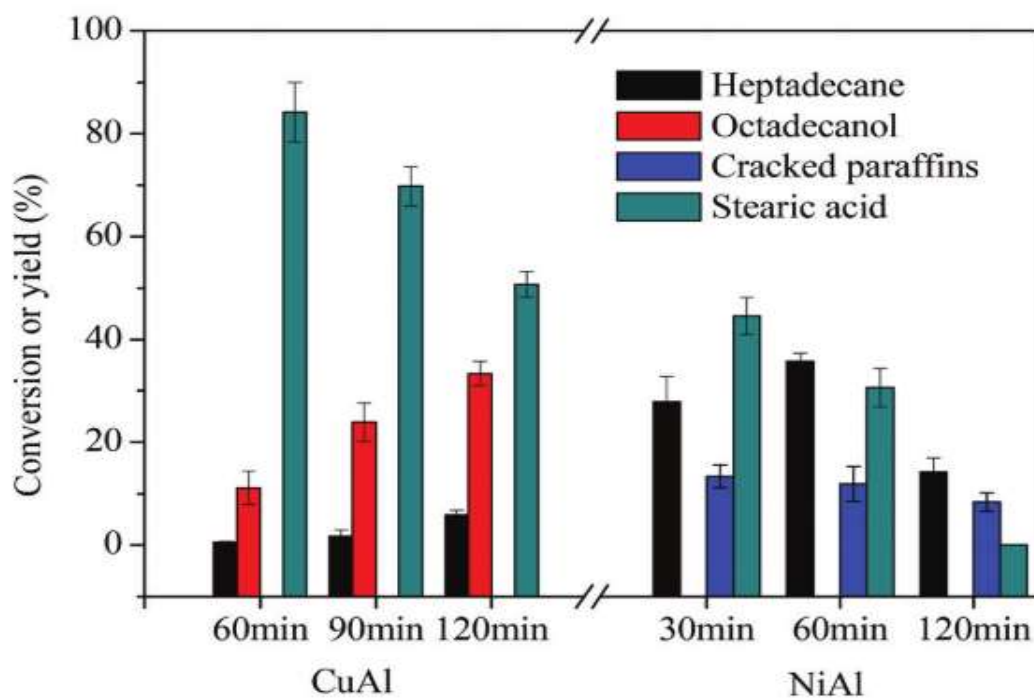 100
80
60
40
20
0
Conversion or yield (%)
Heptadecane
Octadecanol
Cracked paraffins
Stearic acid
60min 90min 120min 30min 60min 120min
CuAl NiAl